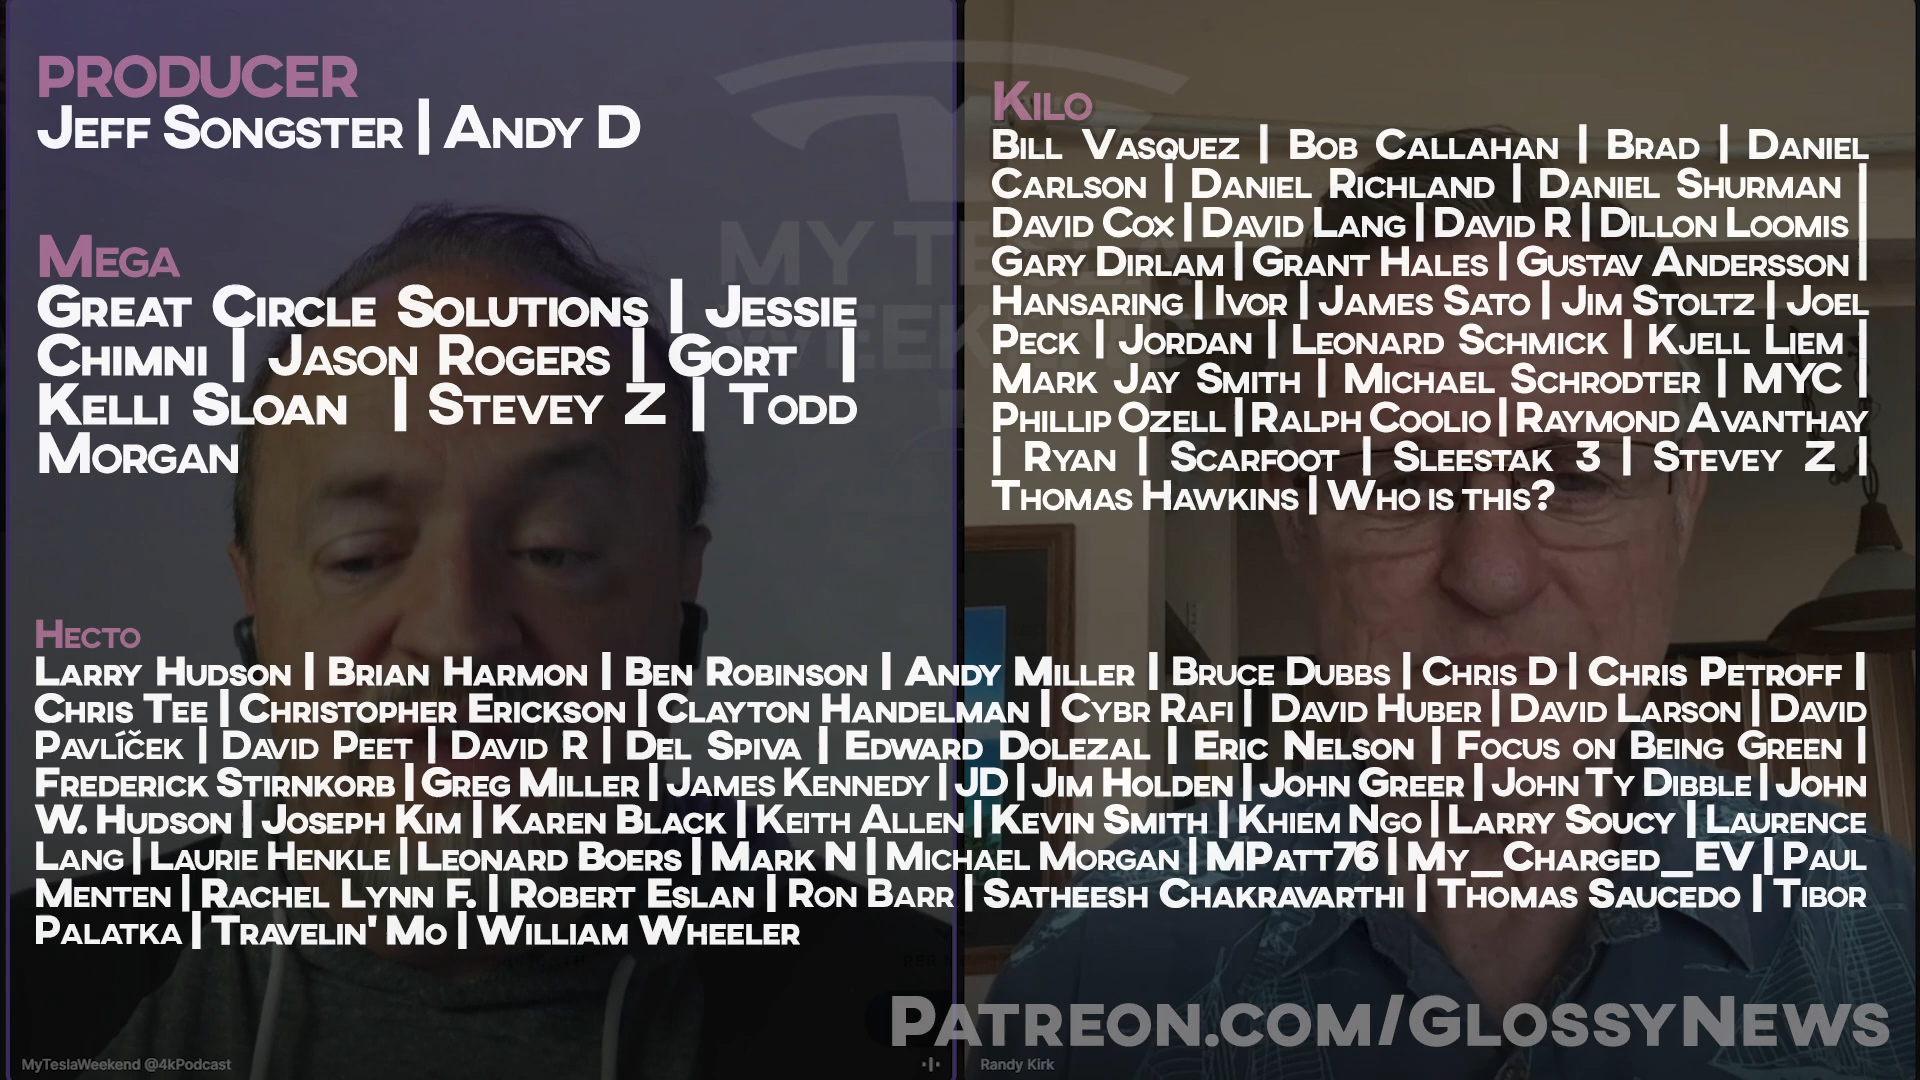 PRODUCER
JEFF SONGSTER | ANDY D
MEGA
GREAT CIRCLE SOLUTIONS | JESSIE
CHIMNI | JASON ROGERS | GORT |
KELLI SLOAN | STEVEY Z | TODD
MORGAN
KILO
BILL VASQUEZ | BOB CALLAHAN | BRAD | DANIEL
CARLSON | DANIEL RICHLAND | DANIEL SHURMAN |
DAVID COX | DAVID LANG | DAVID R | DILLON LOOMIS |
GARY DIRLAM | GRANT HALES | GUSTAV ANDERSSON |
HANSARING | IVOR | JAMES SATO | JIM STOLTZ | JOEL
PECK | JORDAN | LEONARD SCHMICK | KJELL LIEM |
MARK JAY SMITH | MICHAEL SCHRODTER | MYC |
PHILLIP OZELL | RALPH COOLIO | RAYMOND AVANTHAY
| RYAN | SCARFOOT | SLEESTAK 3 | STEVEY Z |
THOMAS HAWKINS | WHO IS THIS?
MY TESLA
WEEKEND
HECTO
LARRY HUDSON | BRIAN HARMON | BEN ROBINSON | ANDY MILLER | BRUCE DUBBS | CHRIS D | CHRIS PETROFF |
CHRIS TEE | CHRISTOPHER ERICKSON | CLAYTON HANDELMAN | CYBR RAFI | DAVID HUBER | DAVID LARSON | DAVID
PAVLÍČEK | DAVID PEET | DAVID R | DEL SPIVA | EDWARD DOLEZAL | ERIC NELSON | FOCUS ON BEING GREEN |
FREDERICK STIRNKORB | GREG MILLER | JAMES KENNEDY | JD | JIM HOLDEN | JOHN GREER | JOHN TY DIBBLE | JOHN
W. HUDSON | JOSEPH KIM | KAREN BLACK | KEITH ALLEN | KEVIN SMITH | KHIEM NGO | LARRY SOUCY | LAURENCE
LANG | LAURIE HENKLE | LEONARD BOERS | MARK N | MICHAEL MORGAN | MPATT76 | MY_CHARGED_EV | PAUL
MENTEN | RACHEL LYNN F. | ROBERT ESLAN | RON BARR | SATHEESH CHAKRAVARTHI | THOMAS SAUCEDO | TIBOR
PALATKA | TRAVELIN' MO | WILLIAM WHEELER
PATREON.COM/GLOSSYNEWS
MyTeslaWeekend @4kPodcast
Randy Kirk